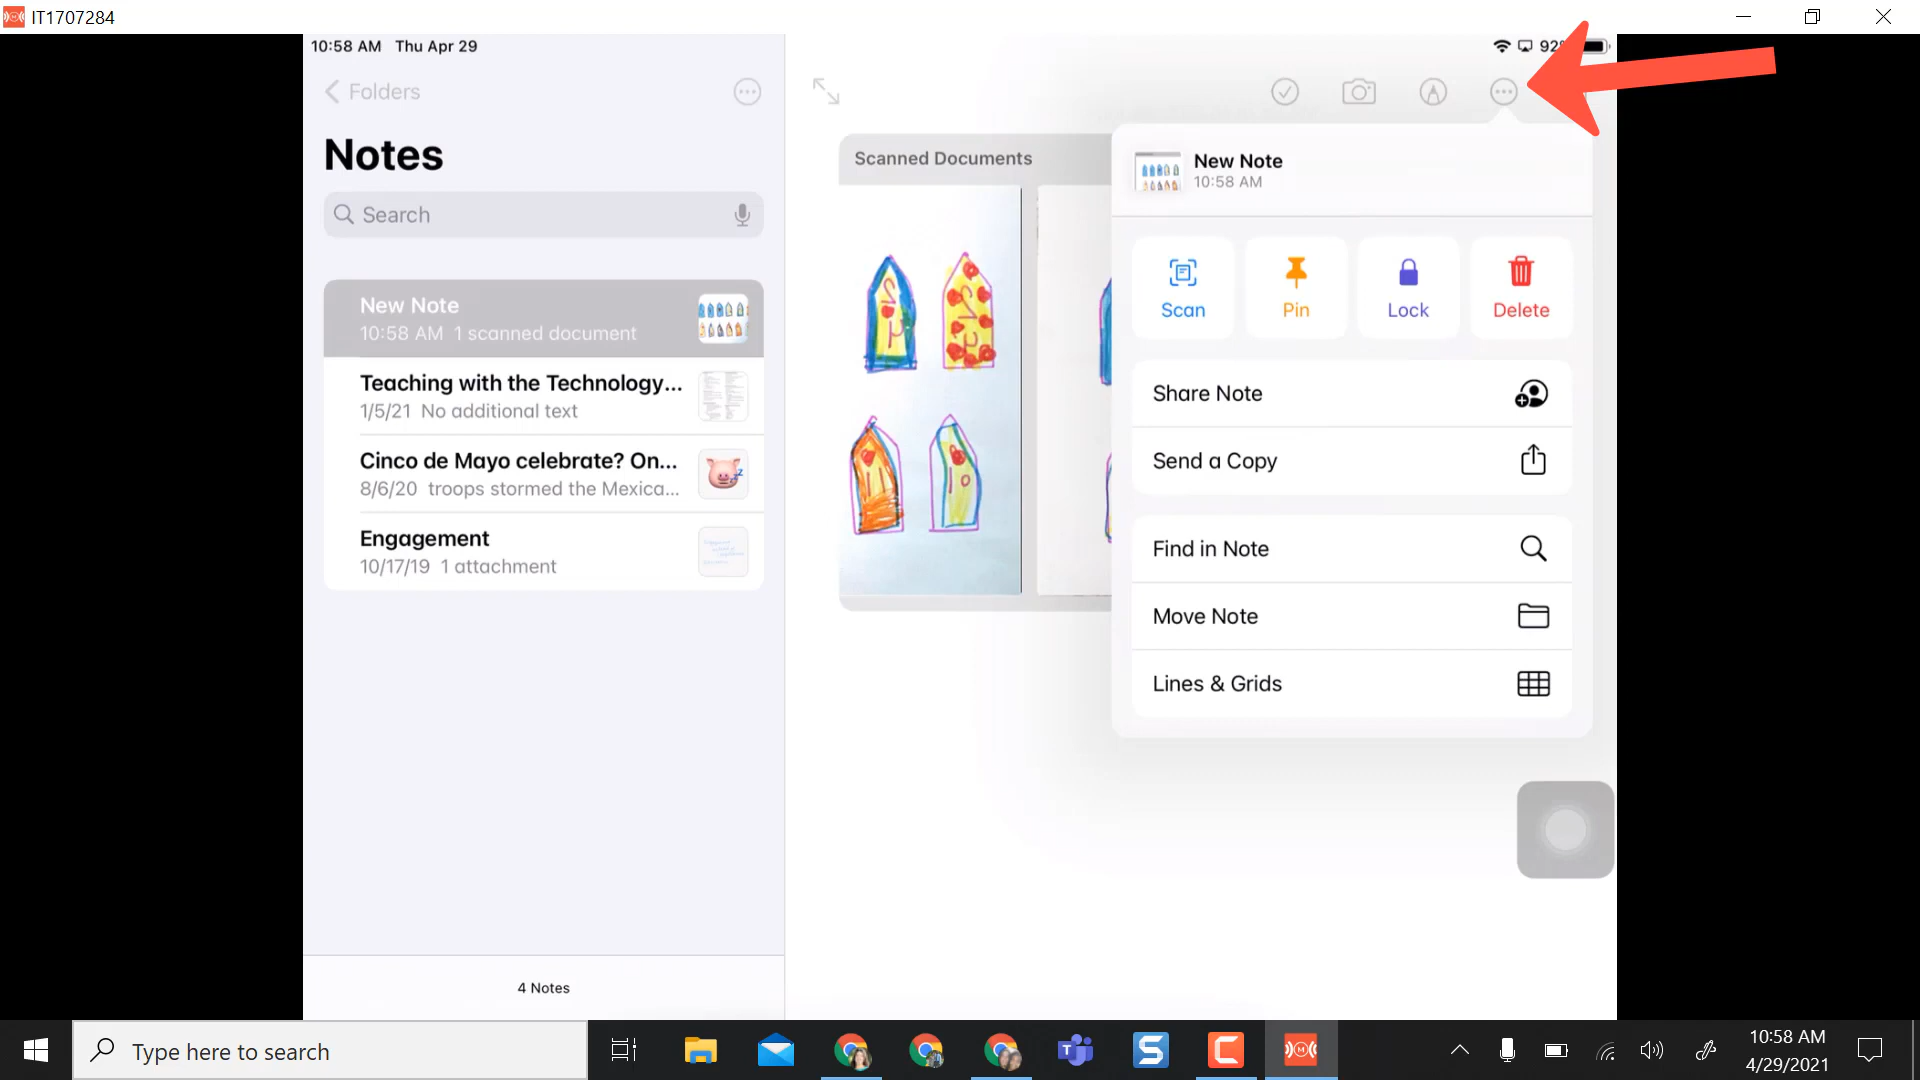 IT1707284
10:58 AM Thu Apr 29
92%
Folders
Notes
Search
New Note
10:58 AM 1 scanned document
Teaching with the Technology...
1/5/21 No additional text
Cinco de Mayo celebrate? On...
8/6/20 troops stormed the Mexica...
Engagement
10/17/19 1 attachment
4 Notes
Scanned Documents
New Note
10:58 AM
Scan
Pin
Lock
Delete
Share Note
Send a Copy
Find in Note
Move Note
Lines & Grids
Type here to search
10:58 AM
4/29/2021